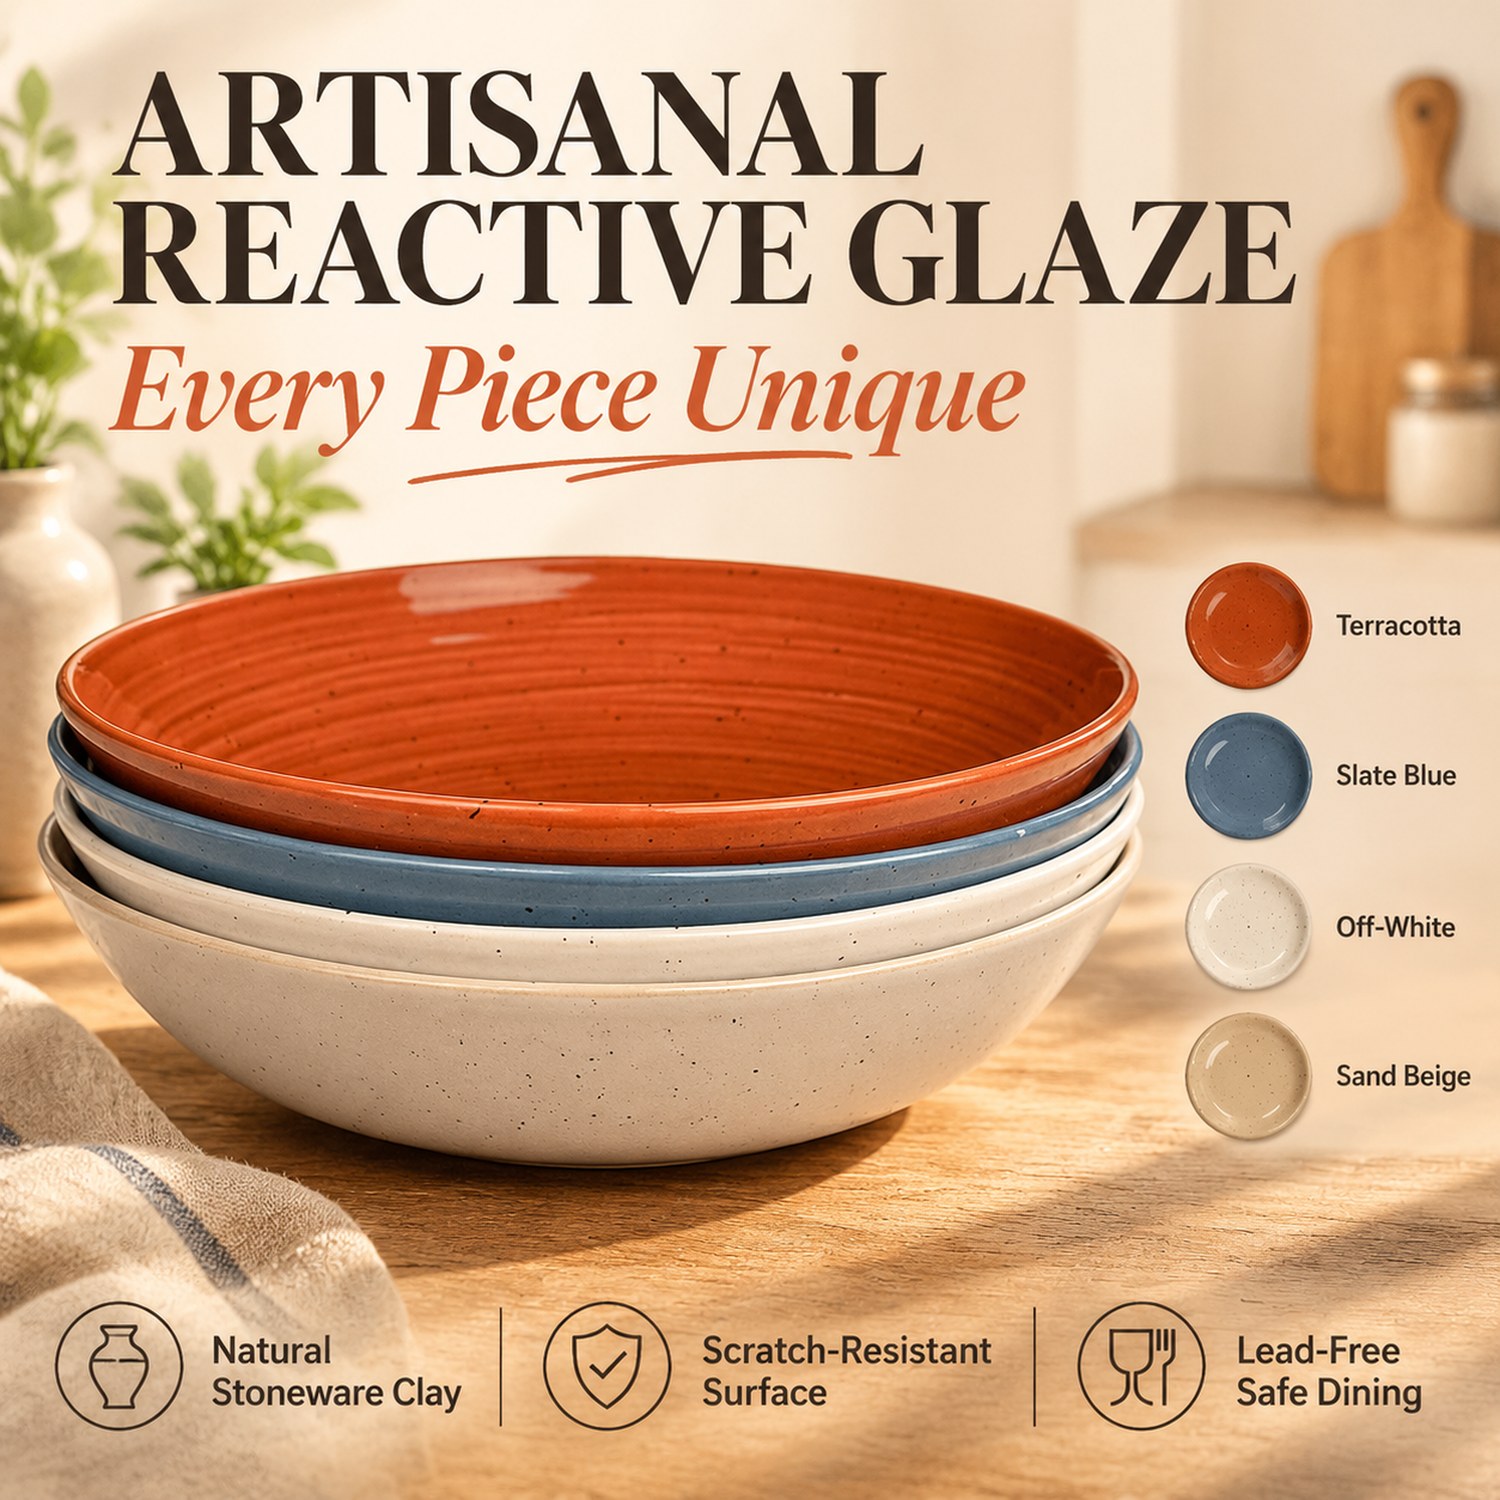 ARTISANAL
REACTIVE GLAZE
Every Piece Unique
Terracotta
Slate Blue
Off-White
Sand Beige
Natural
Stoneware Clay
Scratch-Resistant
Surface
Lead-Free
Safe Dining